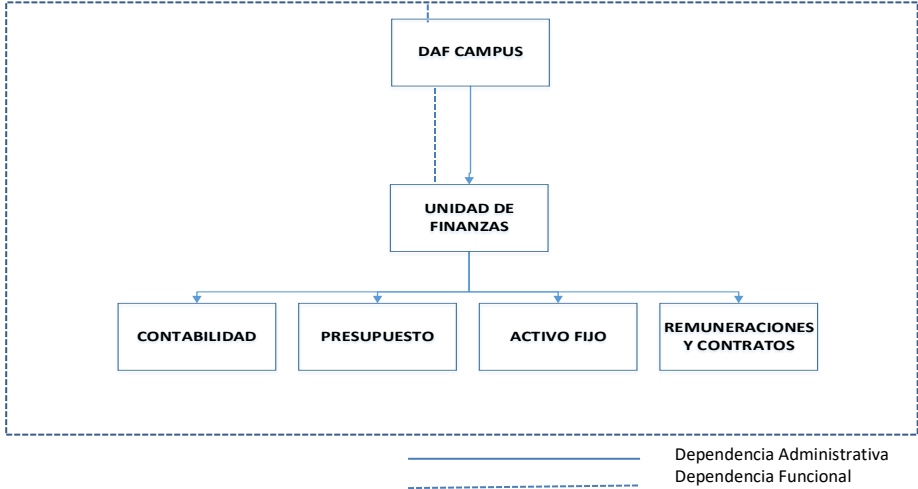 DAF CAMPUS
UNIDAD DE
FINANZAS
CONTABILIDAD
PRESUPUESTO
ACTIVO FIJO
REMUNERACIONES
Y CONTRATOS
Dependencia Administrativa
Dependencia Funcional